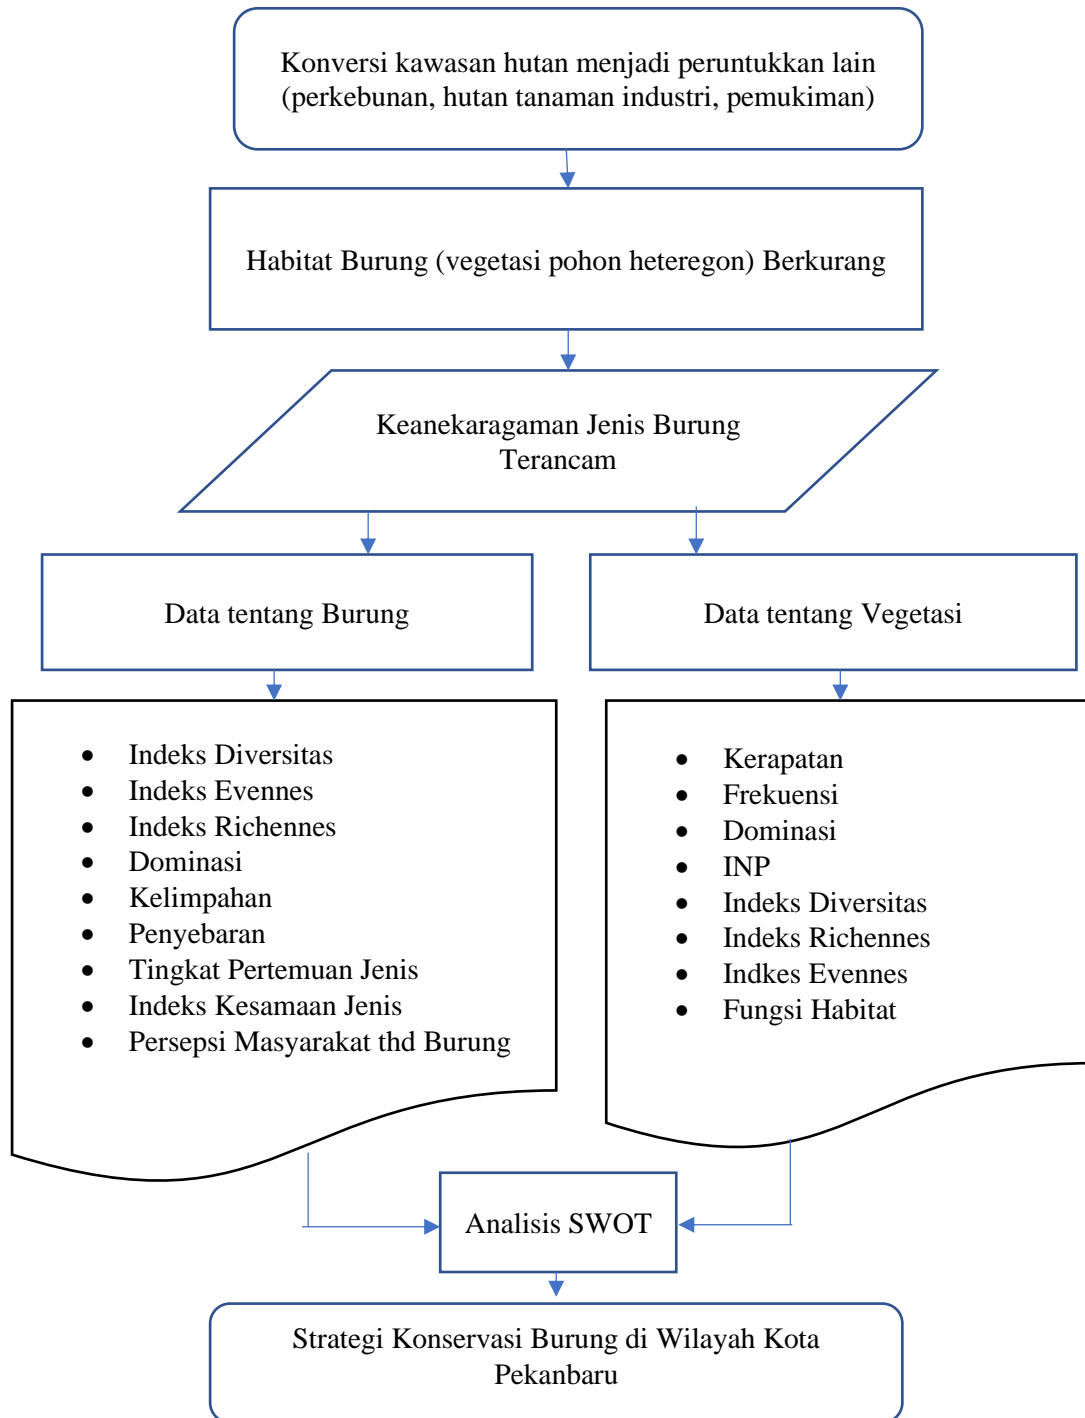 Konversi kawasan hutan menjadi peruntukkan lain
(perkebunan, hutan tanaman industri, pemukiman)
Habitat Burung (vegetasi pohon heteregon) Berkurang
Keanekaragaman Jenis Burung
Terancam
Data tentang Burung
Data tentang Vegetasi
• Indeks Diversitas
• Indeks Evennes
• Indeks Richennes
• Dominasi
• Kelimpahan
• Penyebaran
• Tingkat Pertemuan Jenis
• Indeks Kesamaan Jenis
• Persepsi Masyarakat thd Burung
• Kerapatan
• Frekuensi
• Dominasi
• INP
• Indeks Diversitas
• Indeks Richennes
• Indkes Evennes
• Fungsi Habitat
Analisis SWOT
Strategi Konservasi Burung di Wilayah Kota
Pekanbaru